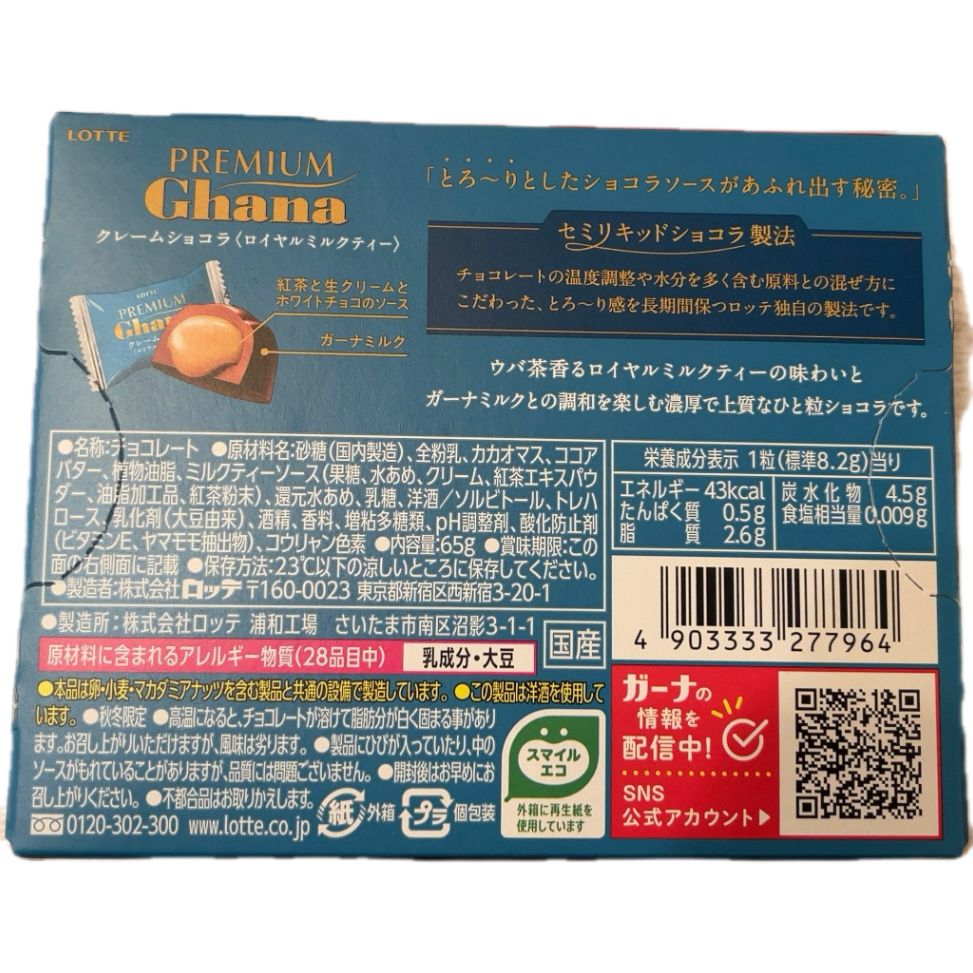 LOTTE
PREMIUM
Ghana
クレームショコラ〈ロイヤルミルクティー〉
紅茶と生クリームと
ホワイトチョコのソース
ガーナミルク
LOTTE
PREMIUM
Ghana
「とろ〜りとしたショコラソースがあふれ出す秘密。」
セミリキッドショコラ製法
チョコレートの温度調整や水分を多く含む原料との混ぜ方に
こだわった、とろ〜り感を長期間保つロッテ独自の製法です。
ウバ茶香るロイヤルミルクティーの味わいと
ガーナミルクとの調和を楽しむ濃厚で上質なひと粒ショコラです。
●名称:チョコレート ●原材料名:砂糖(国内製造)、全粉乳、カカオマス、ココア
バター、植物油脂、ミルクティーソース(果糖、水あめ、クリーム、紅茶エキスパウ
ダー、油脂加工品、紅茶粉末)、還元水あめ、乳糖、洋酒/ソルビトール、トレハ
ロース、乳化剤(大豆由来)、酒精、香料、増粘多糖類、pH調整剤、酸化防止剤
(ビタミンE、ヤマモモ抽出物)、コウリャン色素 ●内容量:65g ●賞味期限:この
面の右側面に記載 ●保存方法:23℃以下の涼しいところに保存してください。
●製造者:株式会社ロッテ 〒160-0023 東京都新宿区西新宿3-20-1
●製造所:株式会社ロッテ 浦和工場 さいたま市南区沼影3-1-1
国産
原材料に含まれるアレルギー物質(28品目中) 乳成分・大豆
●本品は卵・小麦・マカダミアナッツを含む製品と共通の設備で製造しています。●この製品は洋酒を使用して
います。●秋冬限定 ●高温になると、チョコレートが溶けて脂肪分が白く固まる事があり
ます。お召し上がりいただけますが、風味は劣ります。●製品にひびが入っていたり、中の
ソースがもれていることがありますが、品質には問題ございません。●開封後はお早めにお
召し上がりください。●不都合品はお取りかえします。
0120-302-300 www.lotte.co.jp
紙 外箱 プラ 個包装
スマイル
エコ
外箱に再生紙を
使用しています
栄養成分表示 1粒(標準8.2g)当り
エネルギー 43kcal 炭水化物 4.5g
たんぱく質 0.5g 食塩相当量 0.009g
脂質 2.6g
4 903333 277964
ガーナの
情報を
配信中!
SNS
公式アカウント▶